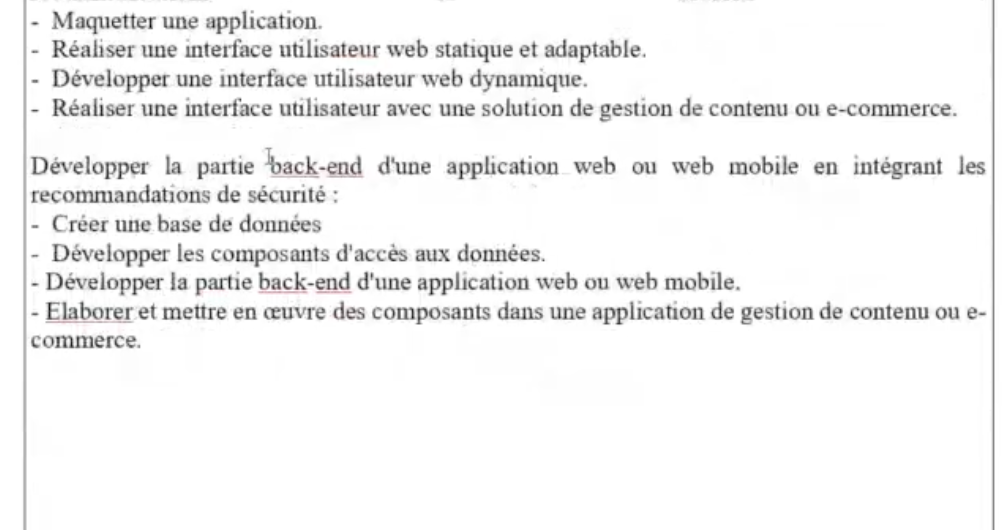 - Maquetter une application.
- Réaliser une interface utilisateur web statique et adaptable.
- Développer une interface utilisateur web dynamique.
- Réaliser une interface utilisateur avec une solution de gestion de contenu ou e-commerce.
Développer la partie back-end d'une application web ou web mobile en intégrant les
recommandations de sécurité :
- Créer une base de données
- Développer les composants d'accès aux données.
- Développer la partie back-end d'une application web ou web mobile.
- Elaborer et mettre en œuvre des composants dans une application de gestion de contenu ou e-
commerce.